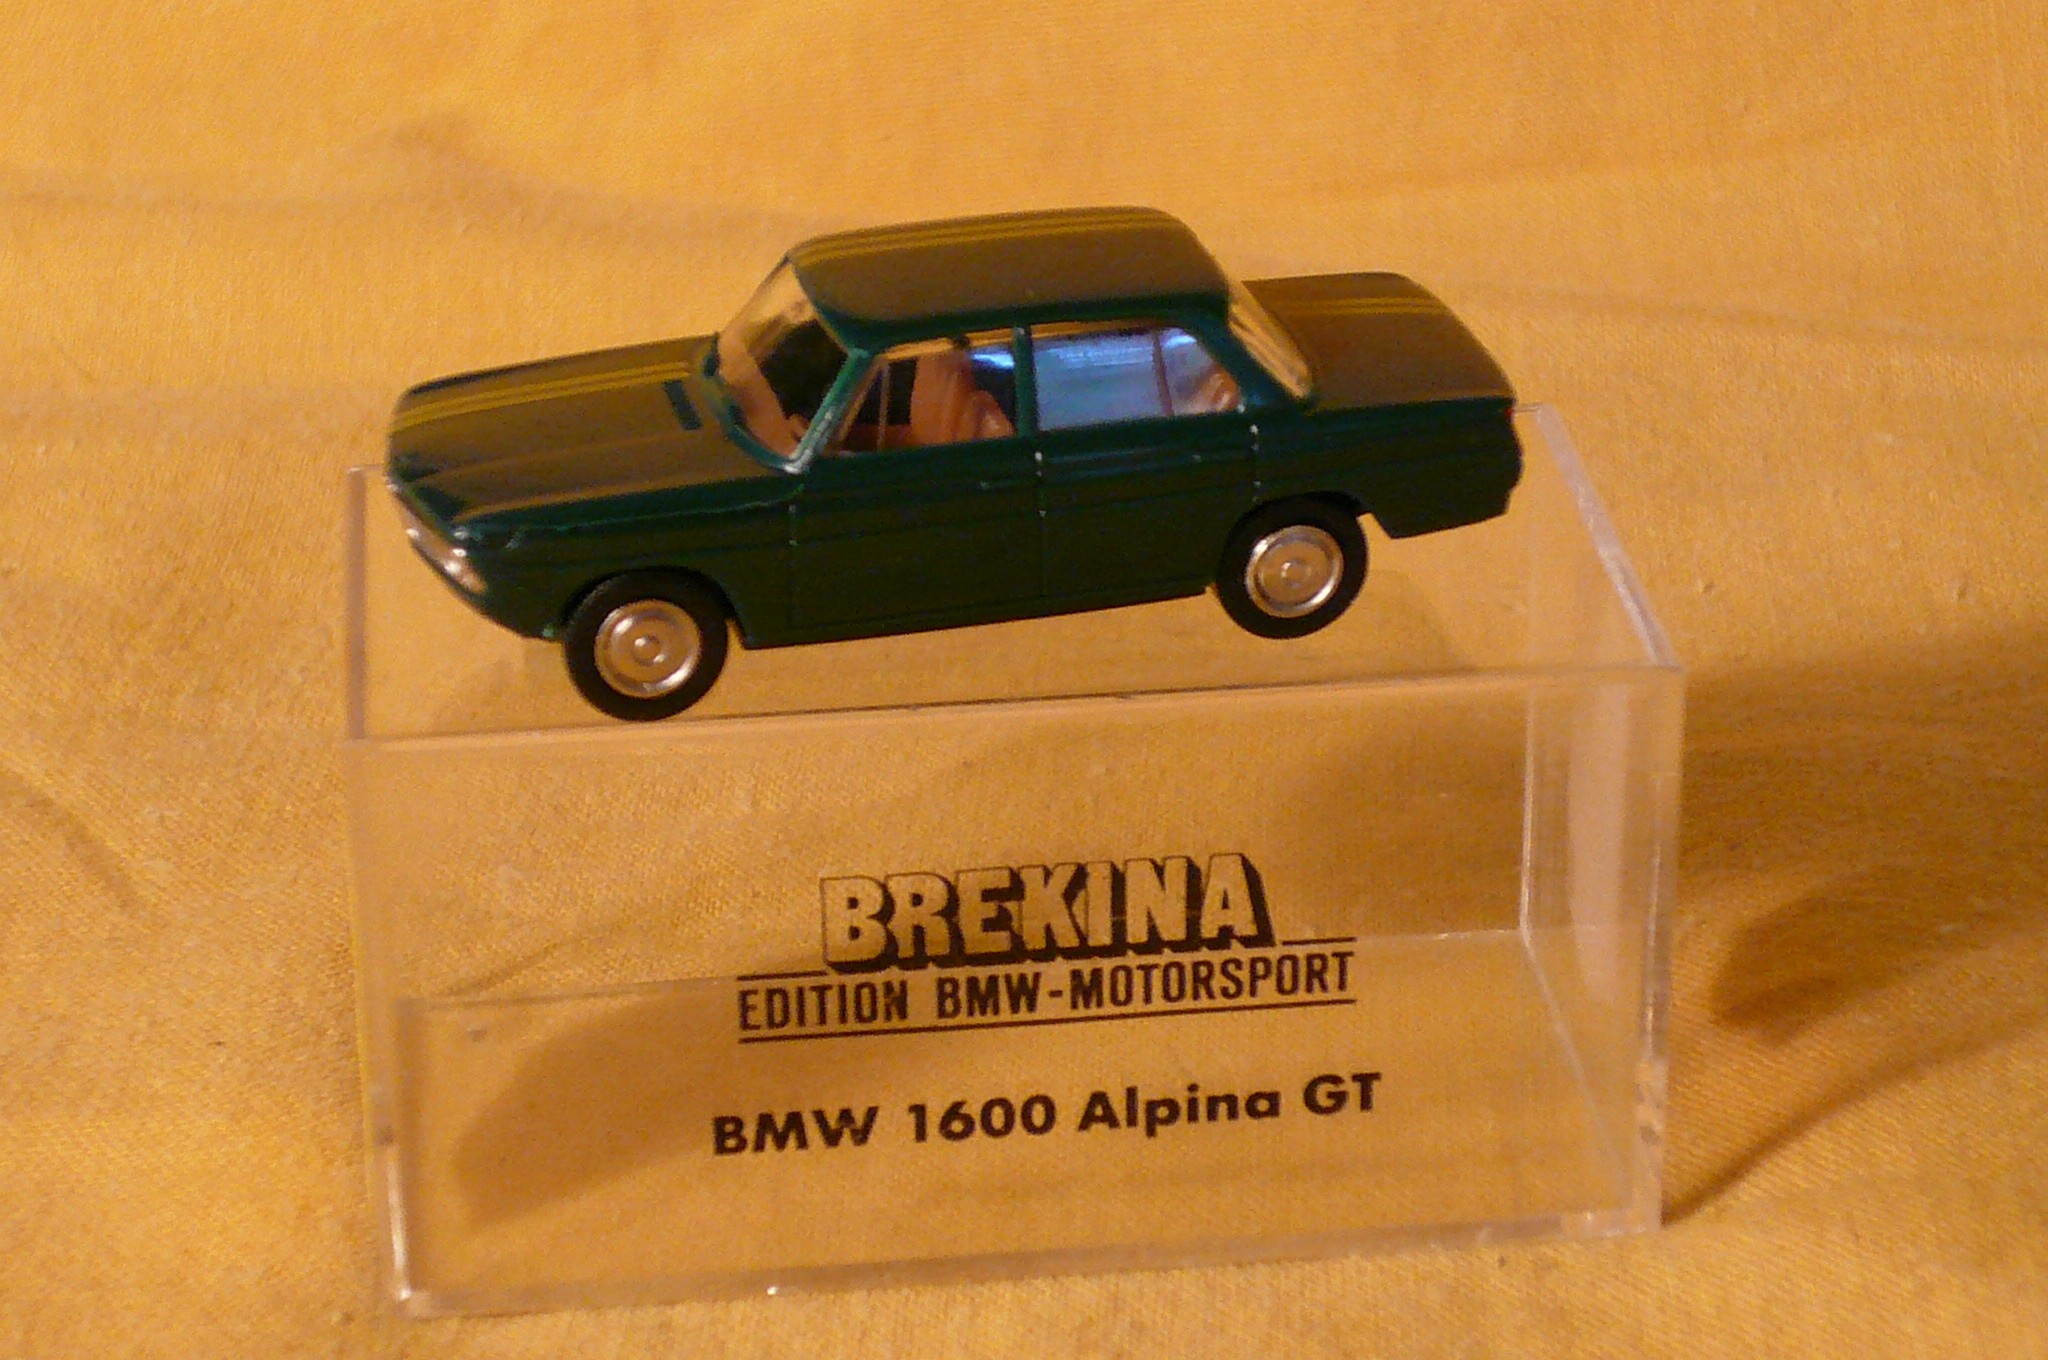 BREKINA
EDITION BMW-MOTORSPORT
BMW 1600 Alpina GT